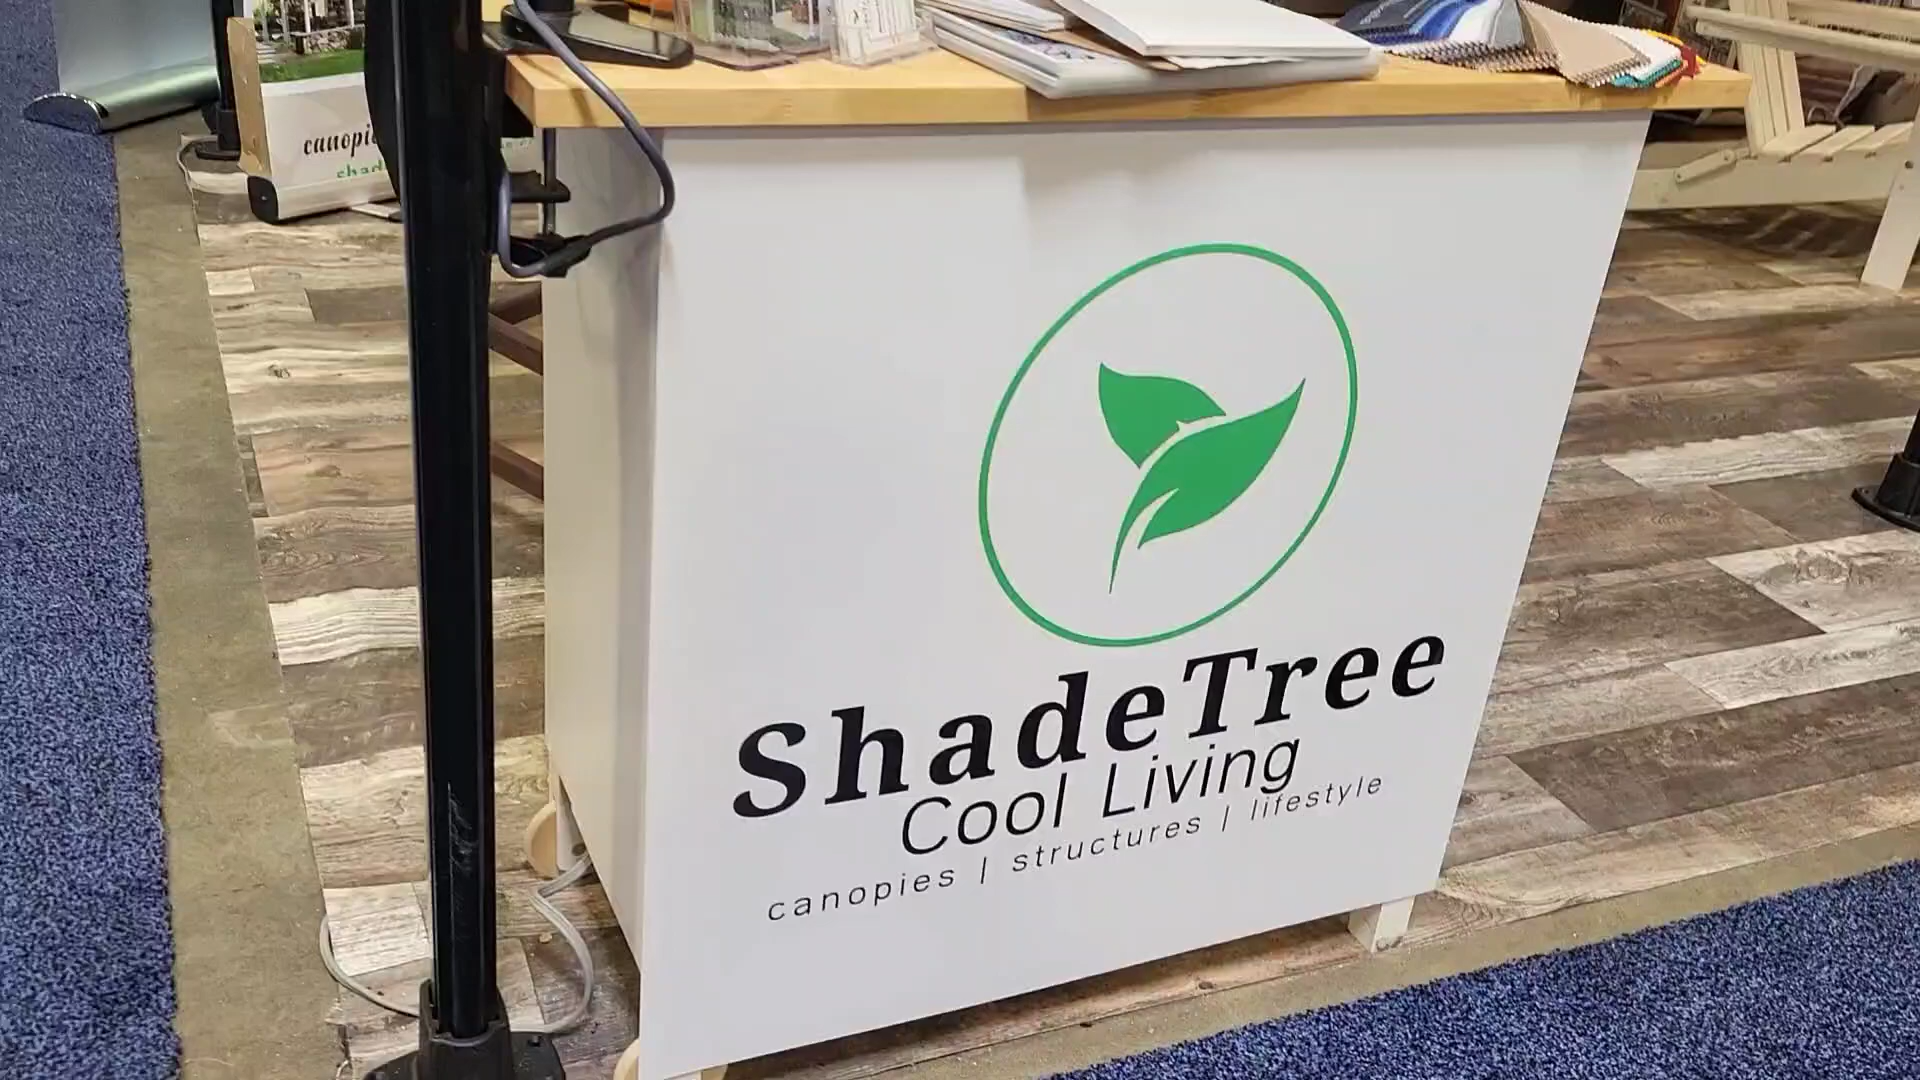 canopie
shad
ShadeTree
Cool Living
canopies | structures | lifestyle